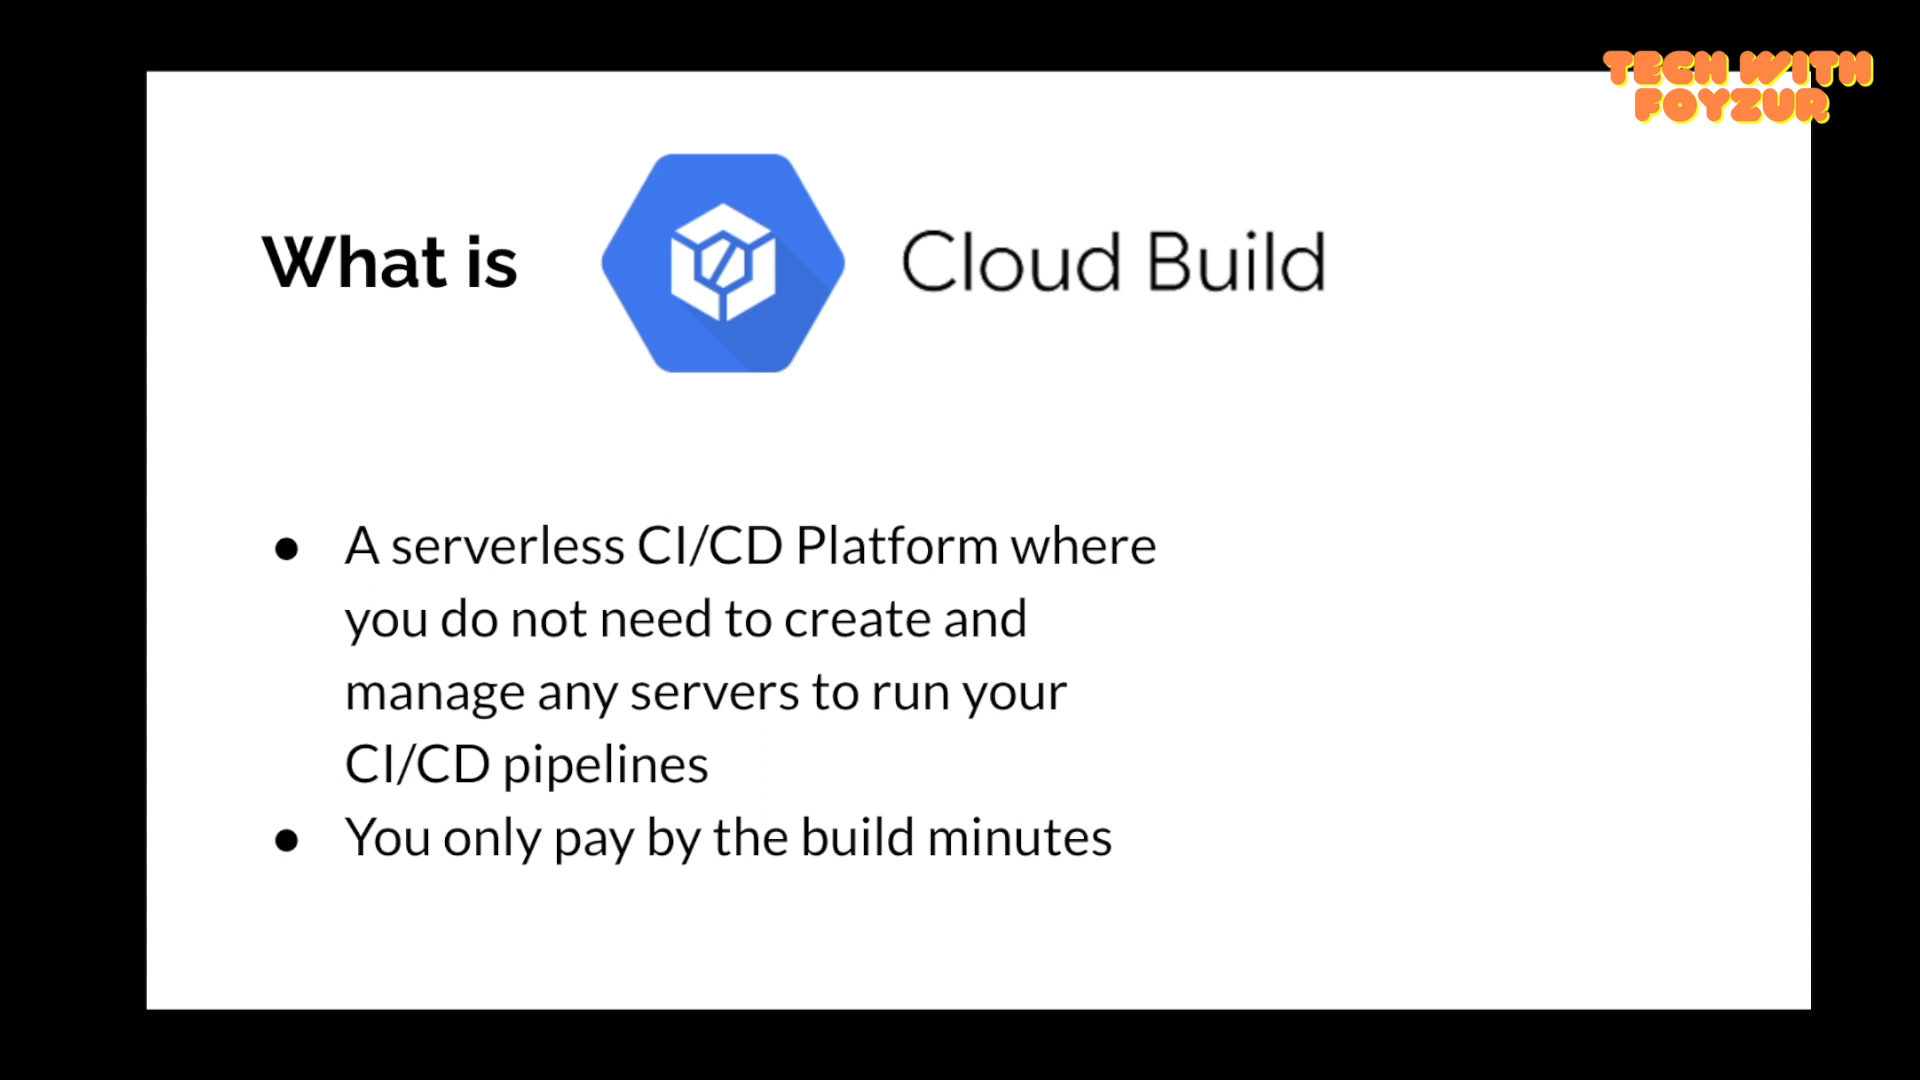 TECH WITH
FOYZUR
What is Cloud Build
● A serverless CI/CD Platform where
you do not need to create and
manage any servers to run your
CI/CD pipelines
● You only pay by the build minutes